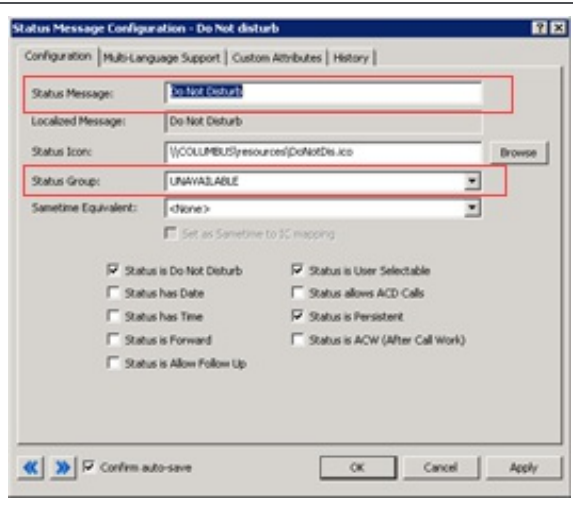 Status Message Configuration - Do Not disturb
Configuration Multi-Language Support Custom Attributes History
Status Message: Do Not Disturb
Localized Message: Do Not Disturb
Status Icon: \\COLUMBUS\resources\DoNotDis.ico Browse
Status Group: UNAVAILABLE
Sametime Equivalent: <None>
Set as Sametime to IC mapping
Status is Do Not Disturb Status is User Selectable
Status has Date Status allows ACD Calls
Status has Time Status is Persistent
Status is Forward Status is ACW (After Call Work)
Status is Allow Follow Up
Confirm auto-save OK Cancel Apply